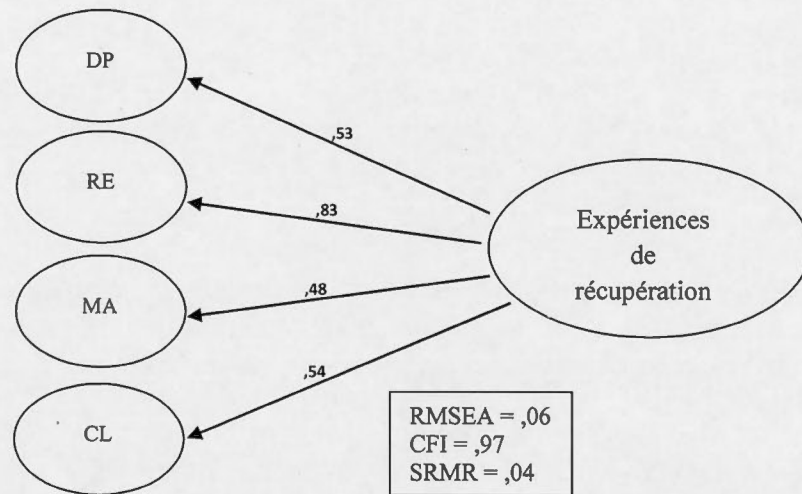 DP
,53
RE
,83
Expériences
de
récupération
MA
,48
CL
,54
RMSEA = ,06
CFI = ,97
SRMR = ,04